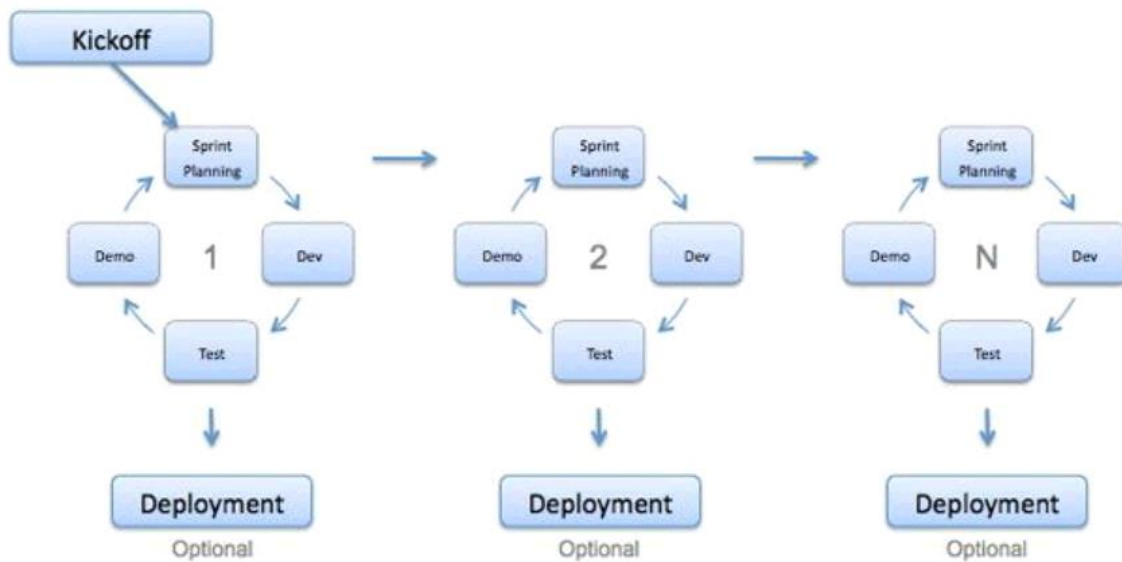 Kickoff
Sprint
Planning
Demo
1
Dev
Test
Deployment
Optional
Sprint
Planning
Demo
2
Dev
Test
Deployment
Optional
Sprint
Planning
Demo
N
Dev
Test
Deployment
Optional